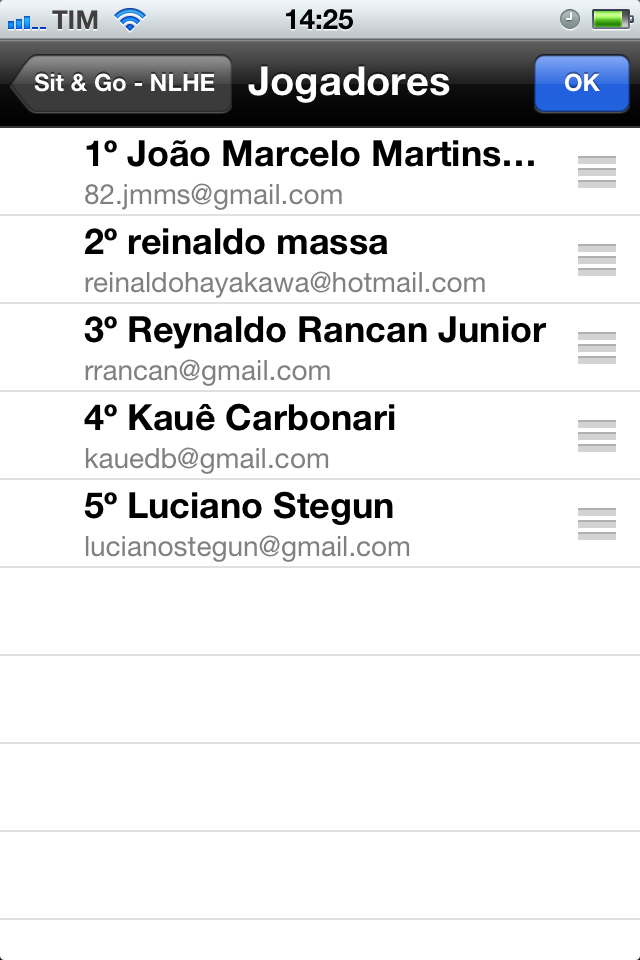 TIM 14:25
Sit & Go - NLHE Jogadores OK
1º João Marcelo Martins...
82.jmms@gmail.com
2º reinaldo massa
reinaldohayakawa@hotmail.com
3º Reynaldo Rancan Junior
rrancan@gmail.com
4º Kauê Carbonari
kauedb@gmail.com
5º Luciano Stegun
lucianostegun@gmail.com